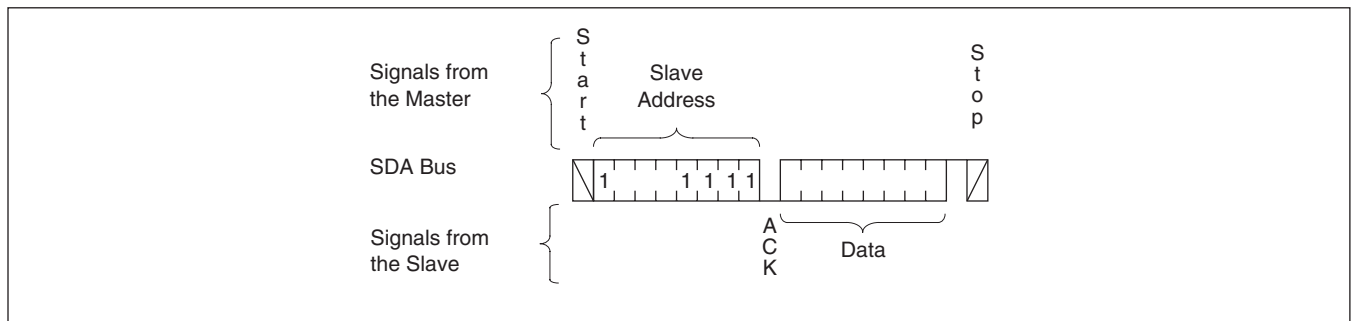 Start
Stop
Signals from
the Master
Slave
Address
SDA Bus
1 1 1 1 1
ACK
Signals from
the Slave
Data